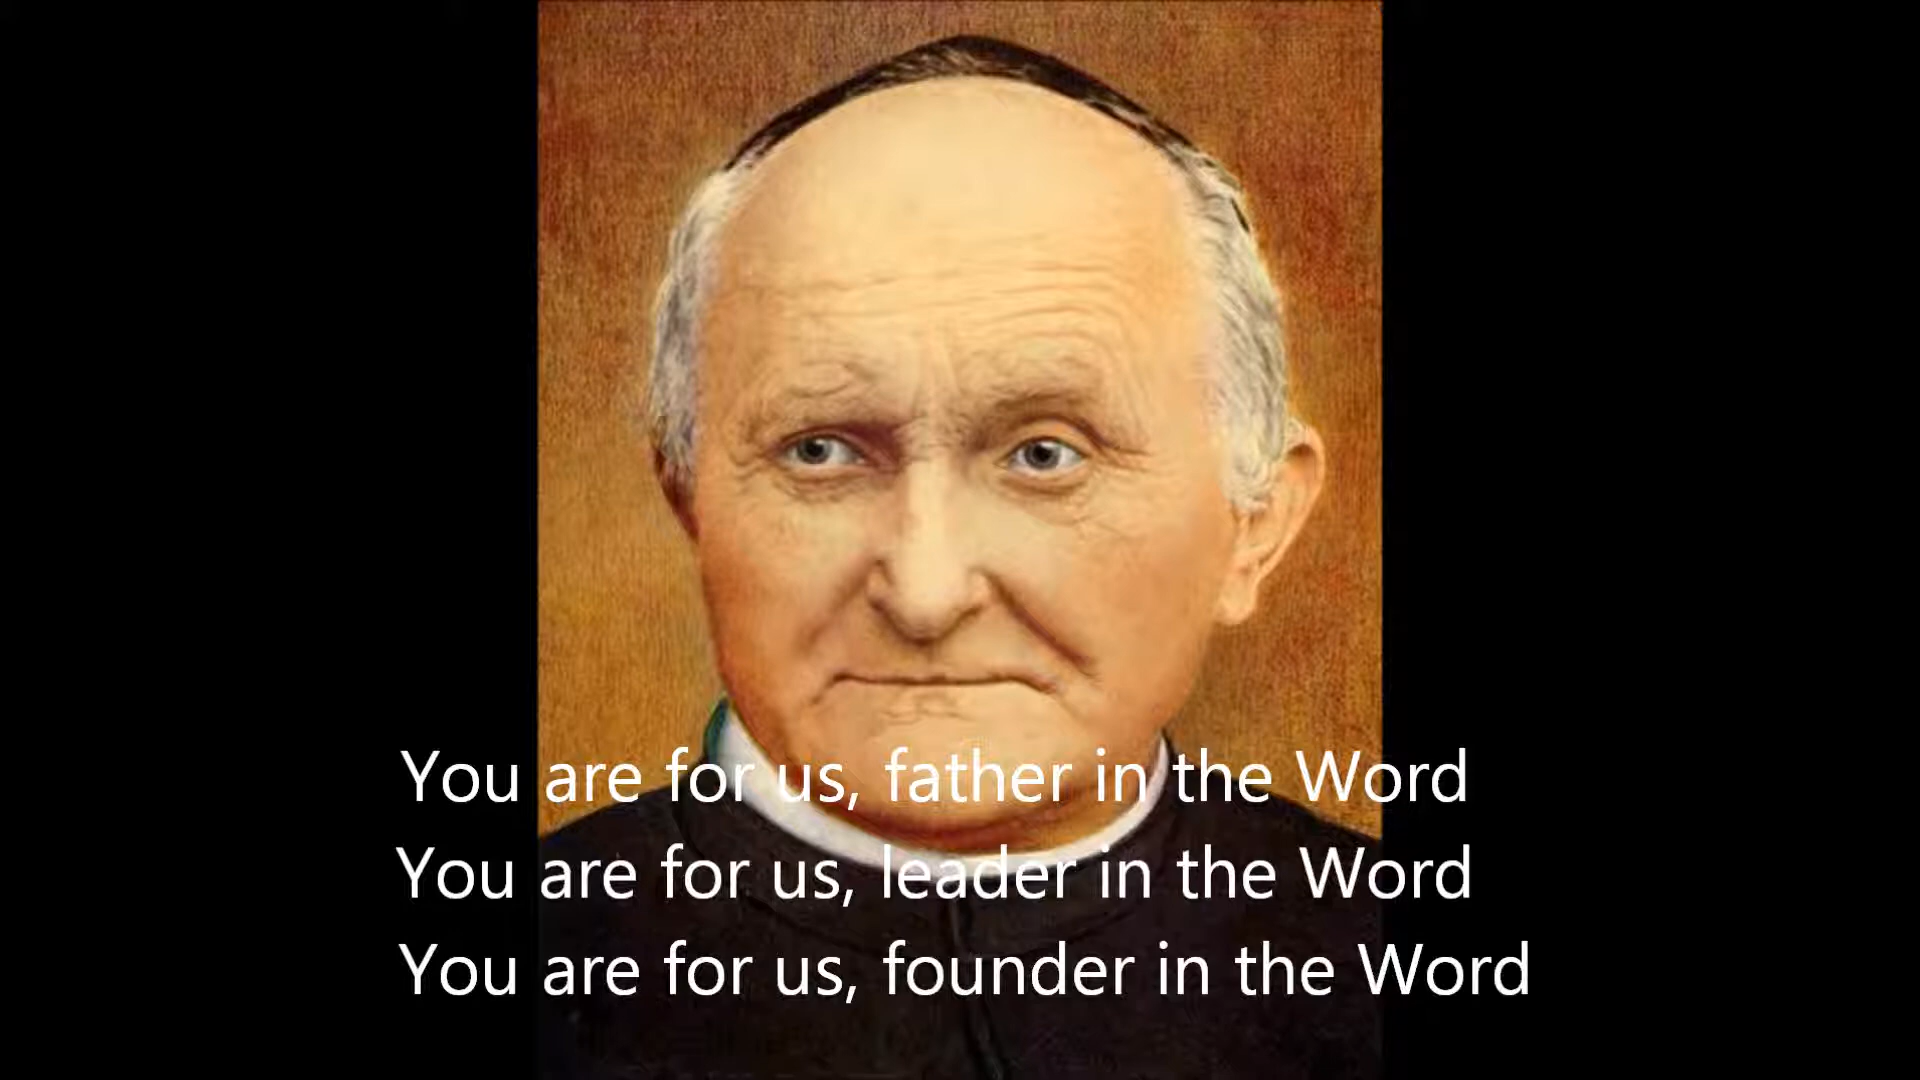 You are for us, father in the Word
You are for us, leader in the Word
You are for us, founder in the Word